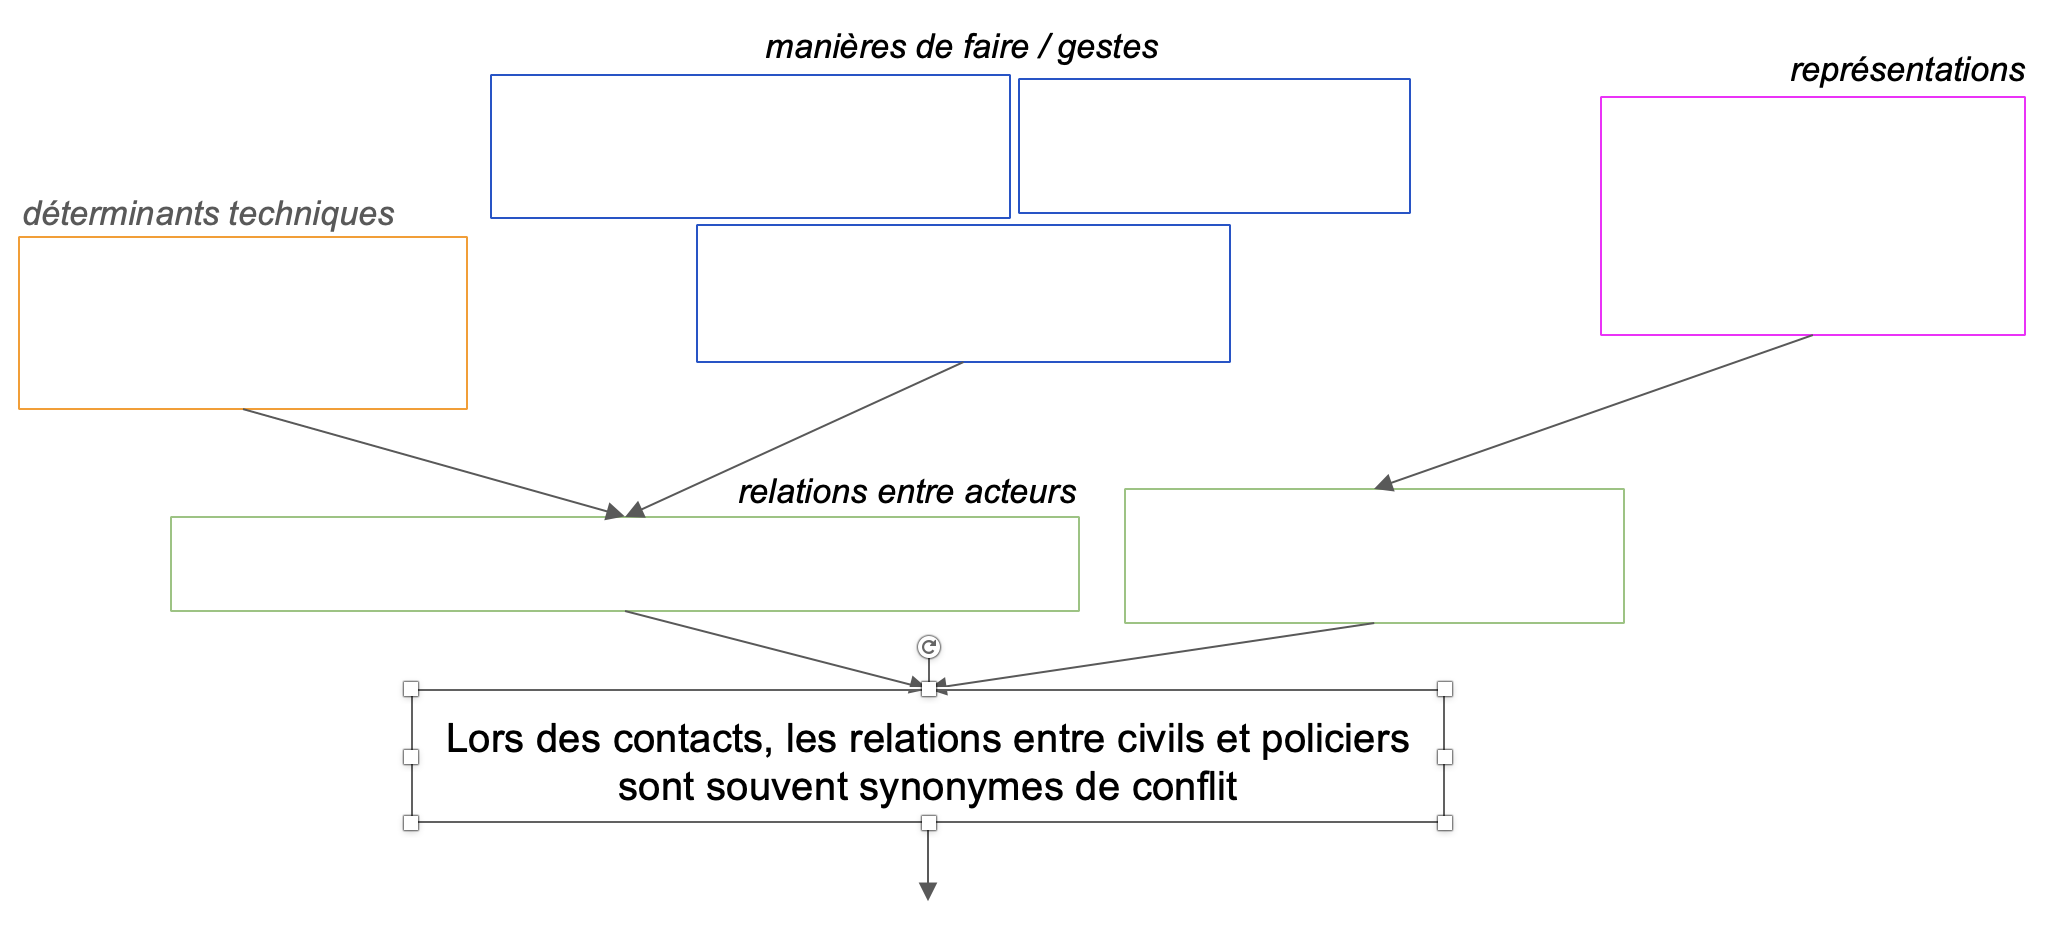 manières de faire / gestes
représentations
déterminants techniques
relations entre acteurs
Lors des contacts, les relations entre civils et policiers
sont souvent synonymes de conflit